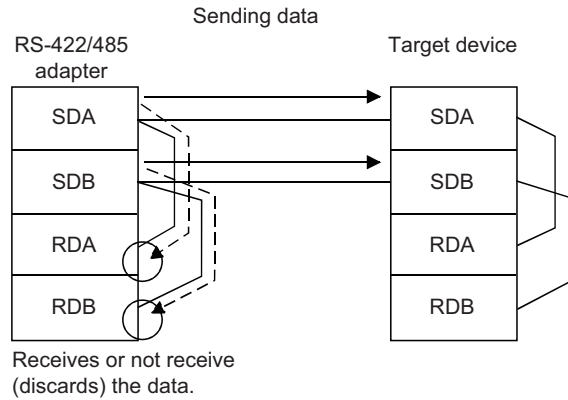 Sending data
RS-422/485
adapter
Target device
SDA
SDA
SDB
SDB
RDA
RDA
RDB
RDB
Receives or not receive
(discards) the data.